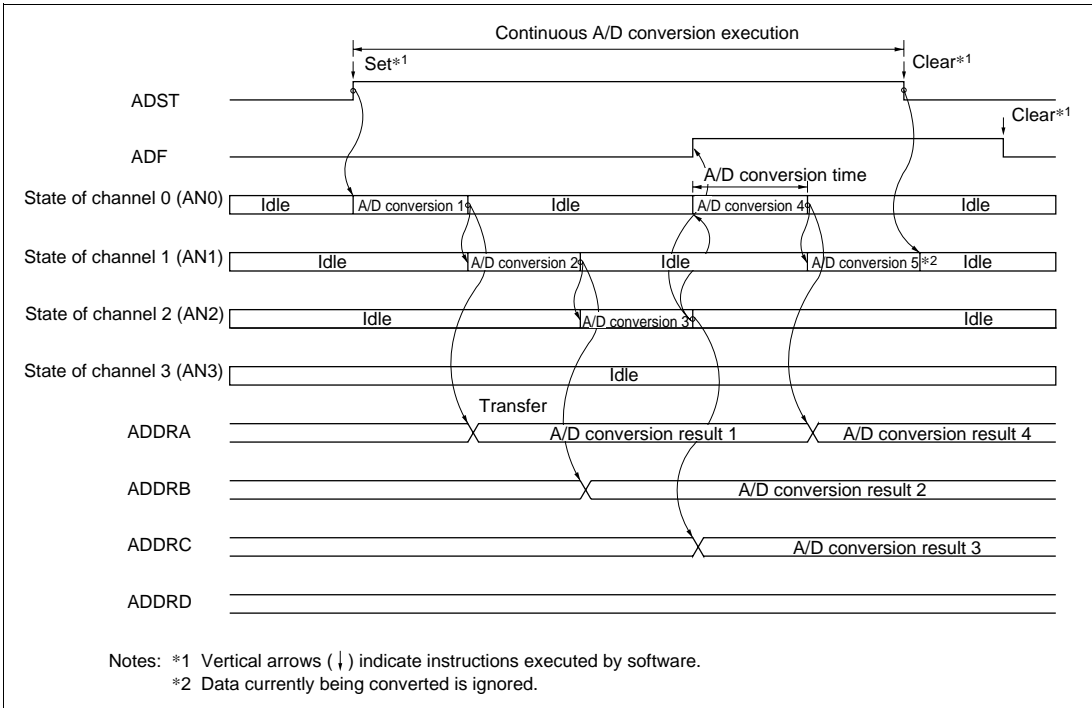 Continuous A/D conversion execution
Set*1
Clear*1
ADST
Clear*1
ADF
A/D conversion time
State of channel 0 (AN0)
Idle
A/D conversion 1
Idle
A/D conversion 4
Idle
State of channel 1 (AN1)
Idle
A/D conversion 2
Idle
A/D conversion 5
*2
Idle
State of channel 2 (AN2)
Idle
A/D conversion 3
Idle
State of channel 3 (AN3)
Idle
Transfer
ADDRA
A/D conversion result 1
A/D conversion result 4
ADDRB
A/D conversion result 2
ADDRC
A/D conversion result 3
ADDRD
Notes: *1 Vertical arrows (↓) indicate instructions executed by software.
*2 Data currently being converted is ignored.